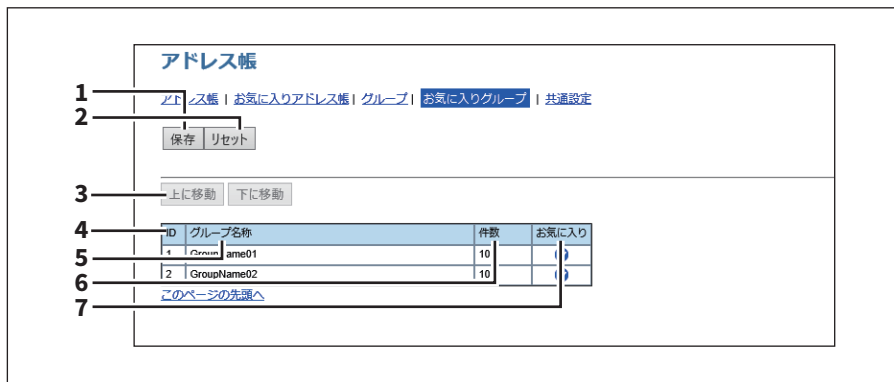 アドレス帳
アドレス帳 | お気に入りアドレス帳 | グループ | お気に入りグループ | 共通設定
1
2
保存 リセット
3
上に移動 下に移動
4
ID グループ名称 件数 お気に入り
5
1 GroupName01 10
6
2 GroupName02 10
7
このページの先頭へ